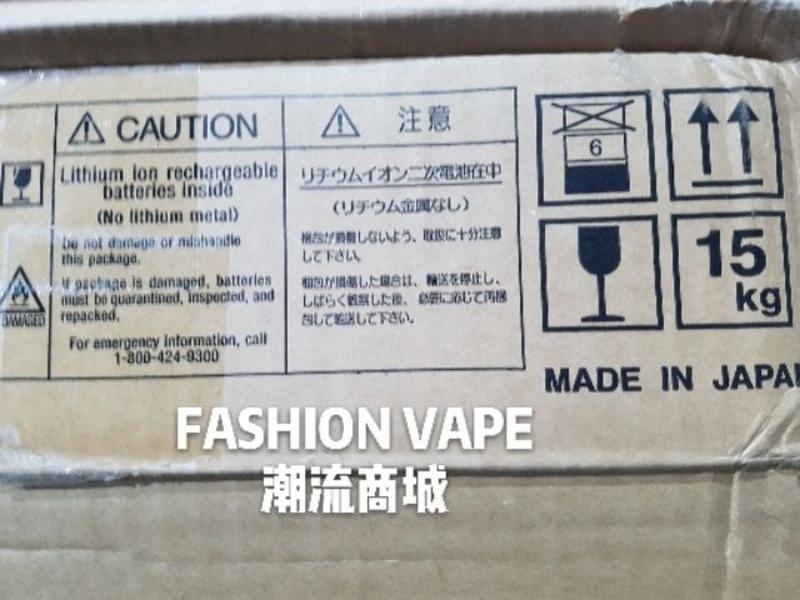 CAUTION
Lithium ion rechargeable
batteries inside
(No lithium metal)
Do not damage or mishandle
this package.
If package is damaged, batteries
must be quarantined, inspected, and
repacked.
For emergency information, call
1-800-424-9300
DAMAGED
注意
リチウムイオン二次電池在中
(リチウム金属なし)
梱包が損傷しないよう、取扱に十分注意
して下さい。
梱包が損傷した場合は、輸送を停止し、
しばらく観察した後、必要に応じて再梱
包して輸送して下さい。
6
15
kg
MADE IN JAPA
FASHION VAPE
潮流商城